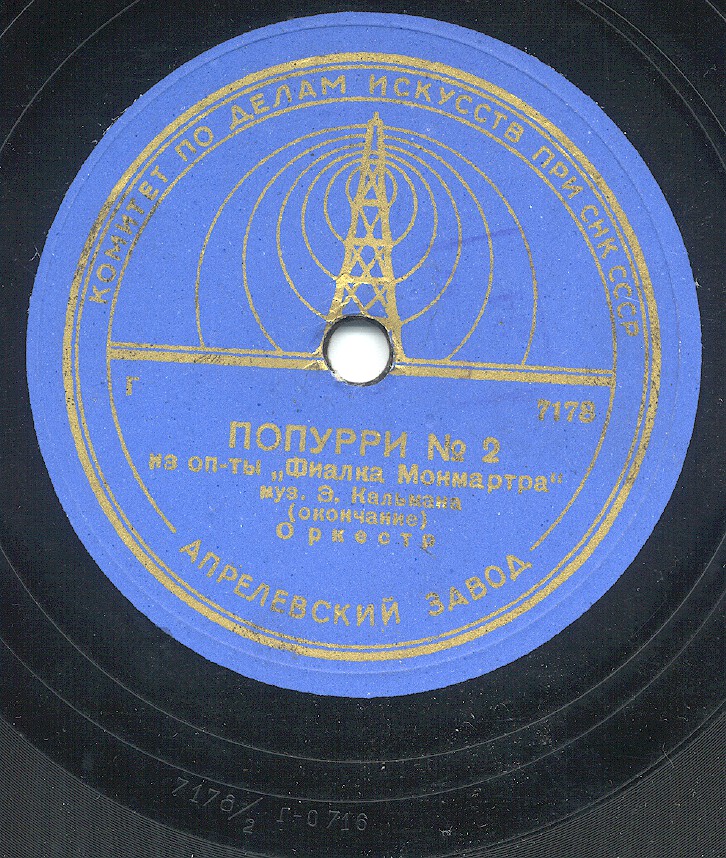 КОМИТЕТ ПО ДЕЛАМ ИСКУССТВ ПРИ СНК СССР
Г 7178
ПОПУРРИ № 2
из оп-ты „Фиалка Монмартра“
муз. Э. Кальмана
(окончание)
Оркестр
АПРЕЛЕВСКИЙ ЗАВОД
7178/2 Г-0716